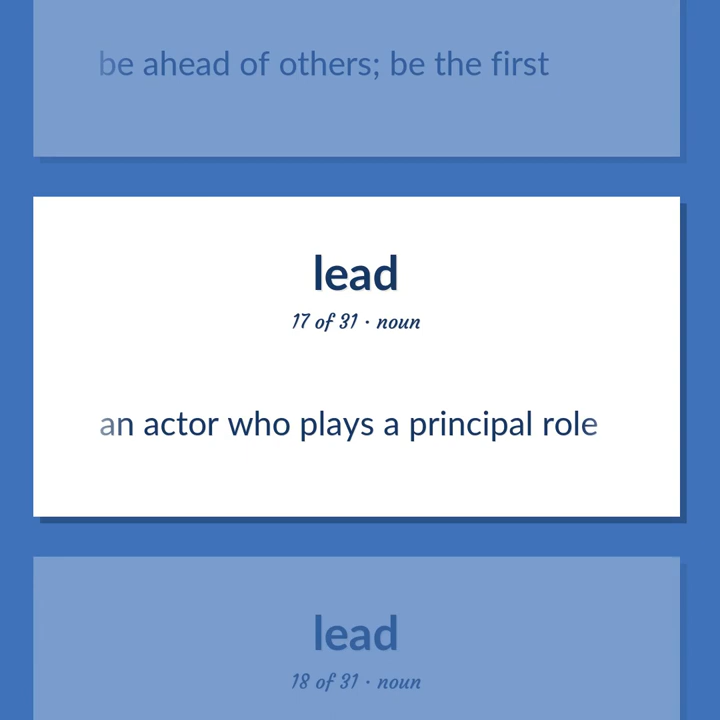 be ahead of others; be the first
lead
17 of 31 · noun
an actor who plays a principal role
lead
18 of 31 · noun